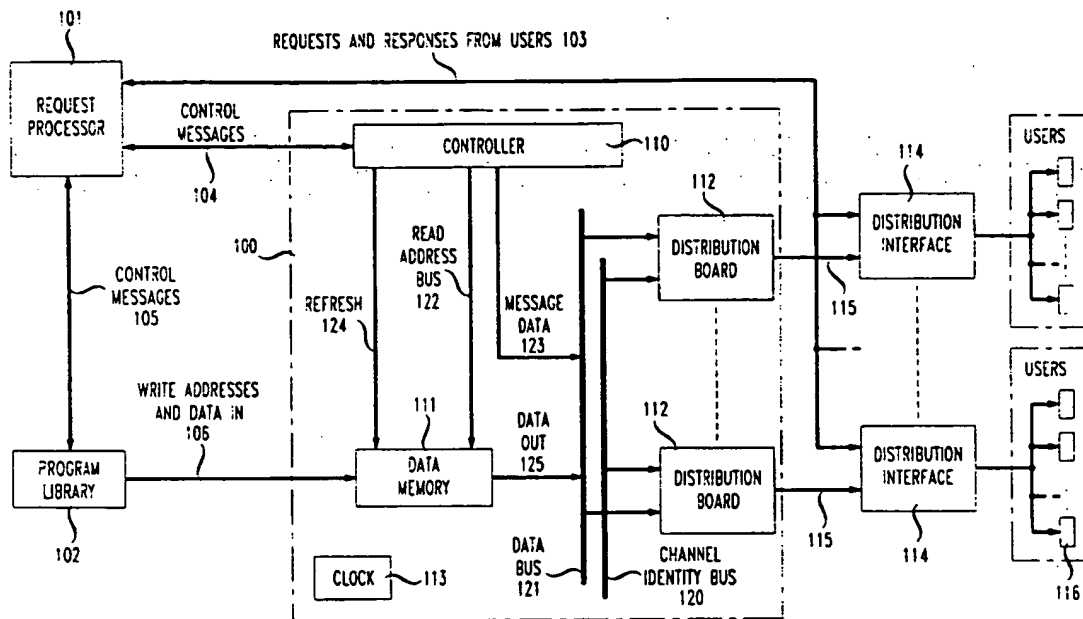 101
REQUESTS AND RESPONSES FROM USERS 103
REQUEST
PROCESSOR
CONTROL
MESSAGES
104
CONTROLLER
110
USERS
114
DISTRIBUTION
INTERFACE
112
DISTRIBUTION
BOARD
115
100
READ
ADDRESS
BUS
122
REFRESH
124
MESSAGE
DATA
123
CONTROL
MESSAGES
105
WRITE ADDRESSES
AND DATA IN
106
111
DATA
MEMORY
DATA
OUT
125
112
DISTRIBUTION
BOARD
115
USERS
DISTRIBUTION
INTERFACE
114
116
PROGRAM
LIBRARY
102
CLOCK
113
DATA
BUS
121
CHANNEL
IDENTITY BUS
120